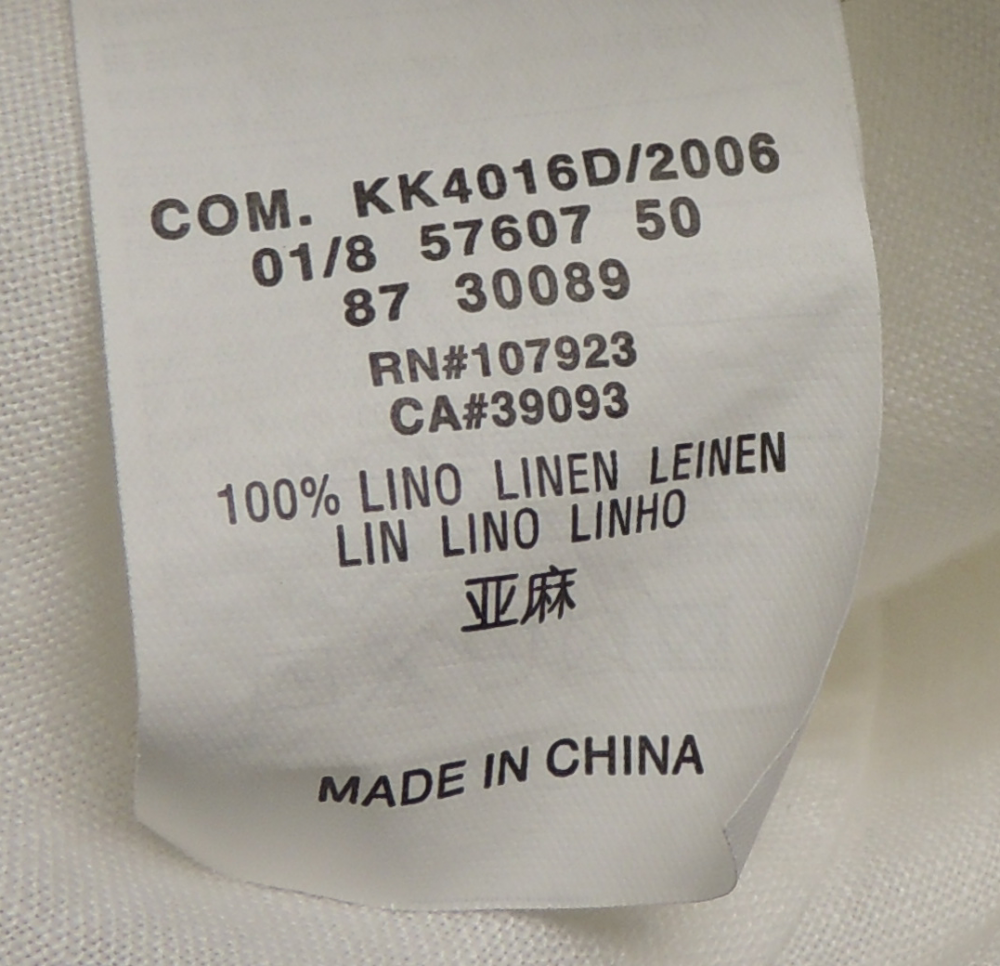 COM. KK4016D/2006
01/8 57607 50
87 30089
RN#107923
CA#39093
100% LINO LINEN LEINEN
LIN LINO LINHO
亚麻
MADE IN CHINA